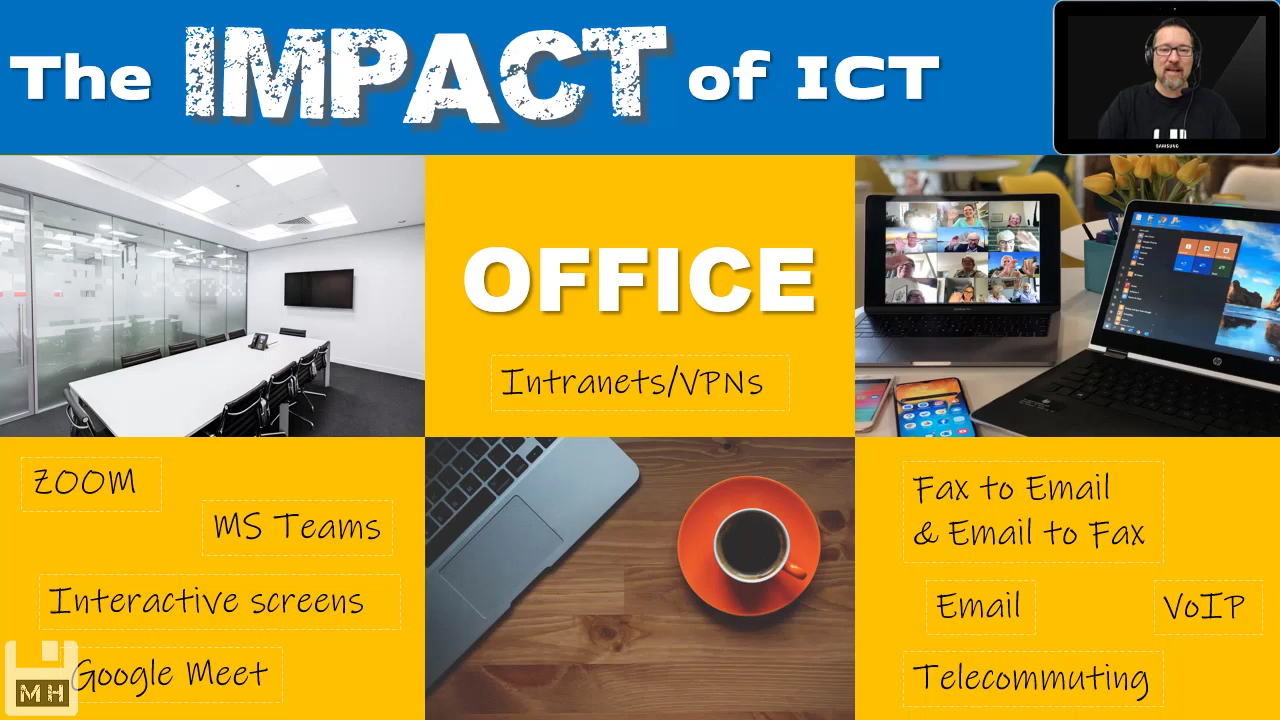 The IMPACT of ICT
SAMSUNG
OFFICE
Intranets/VPNs
ZOOM
MS Teams
Interactive screens
Google Meet
MH
Fax to Email
& Email to Fax
Email
VoIP
Telecommuting